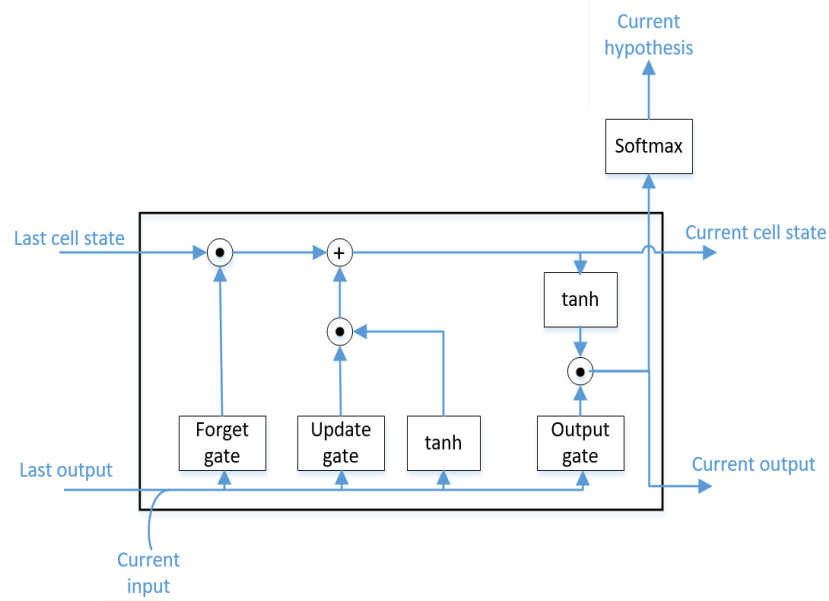 Current
hypothesis
Softmax
Last cell state
Current cell state
+
tanh
Forget
gate
Update
gate
tanh
Output
gate
Last output
Current output
Current
input